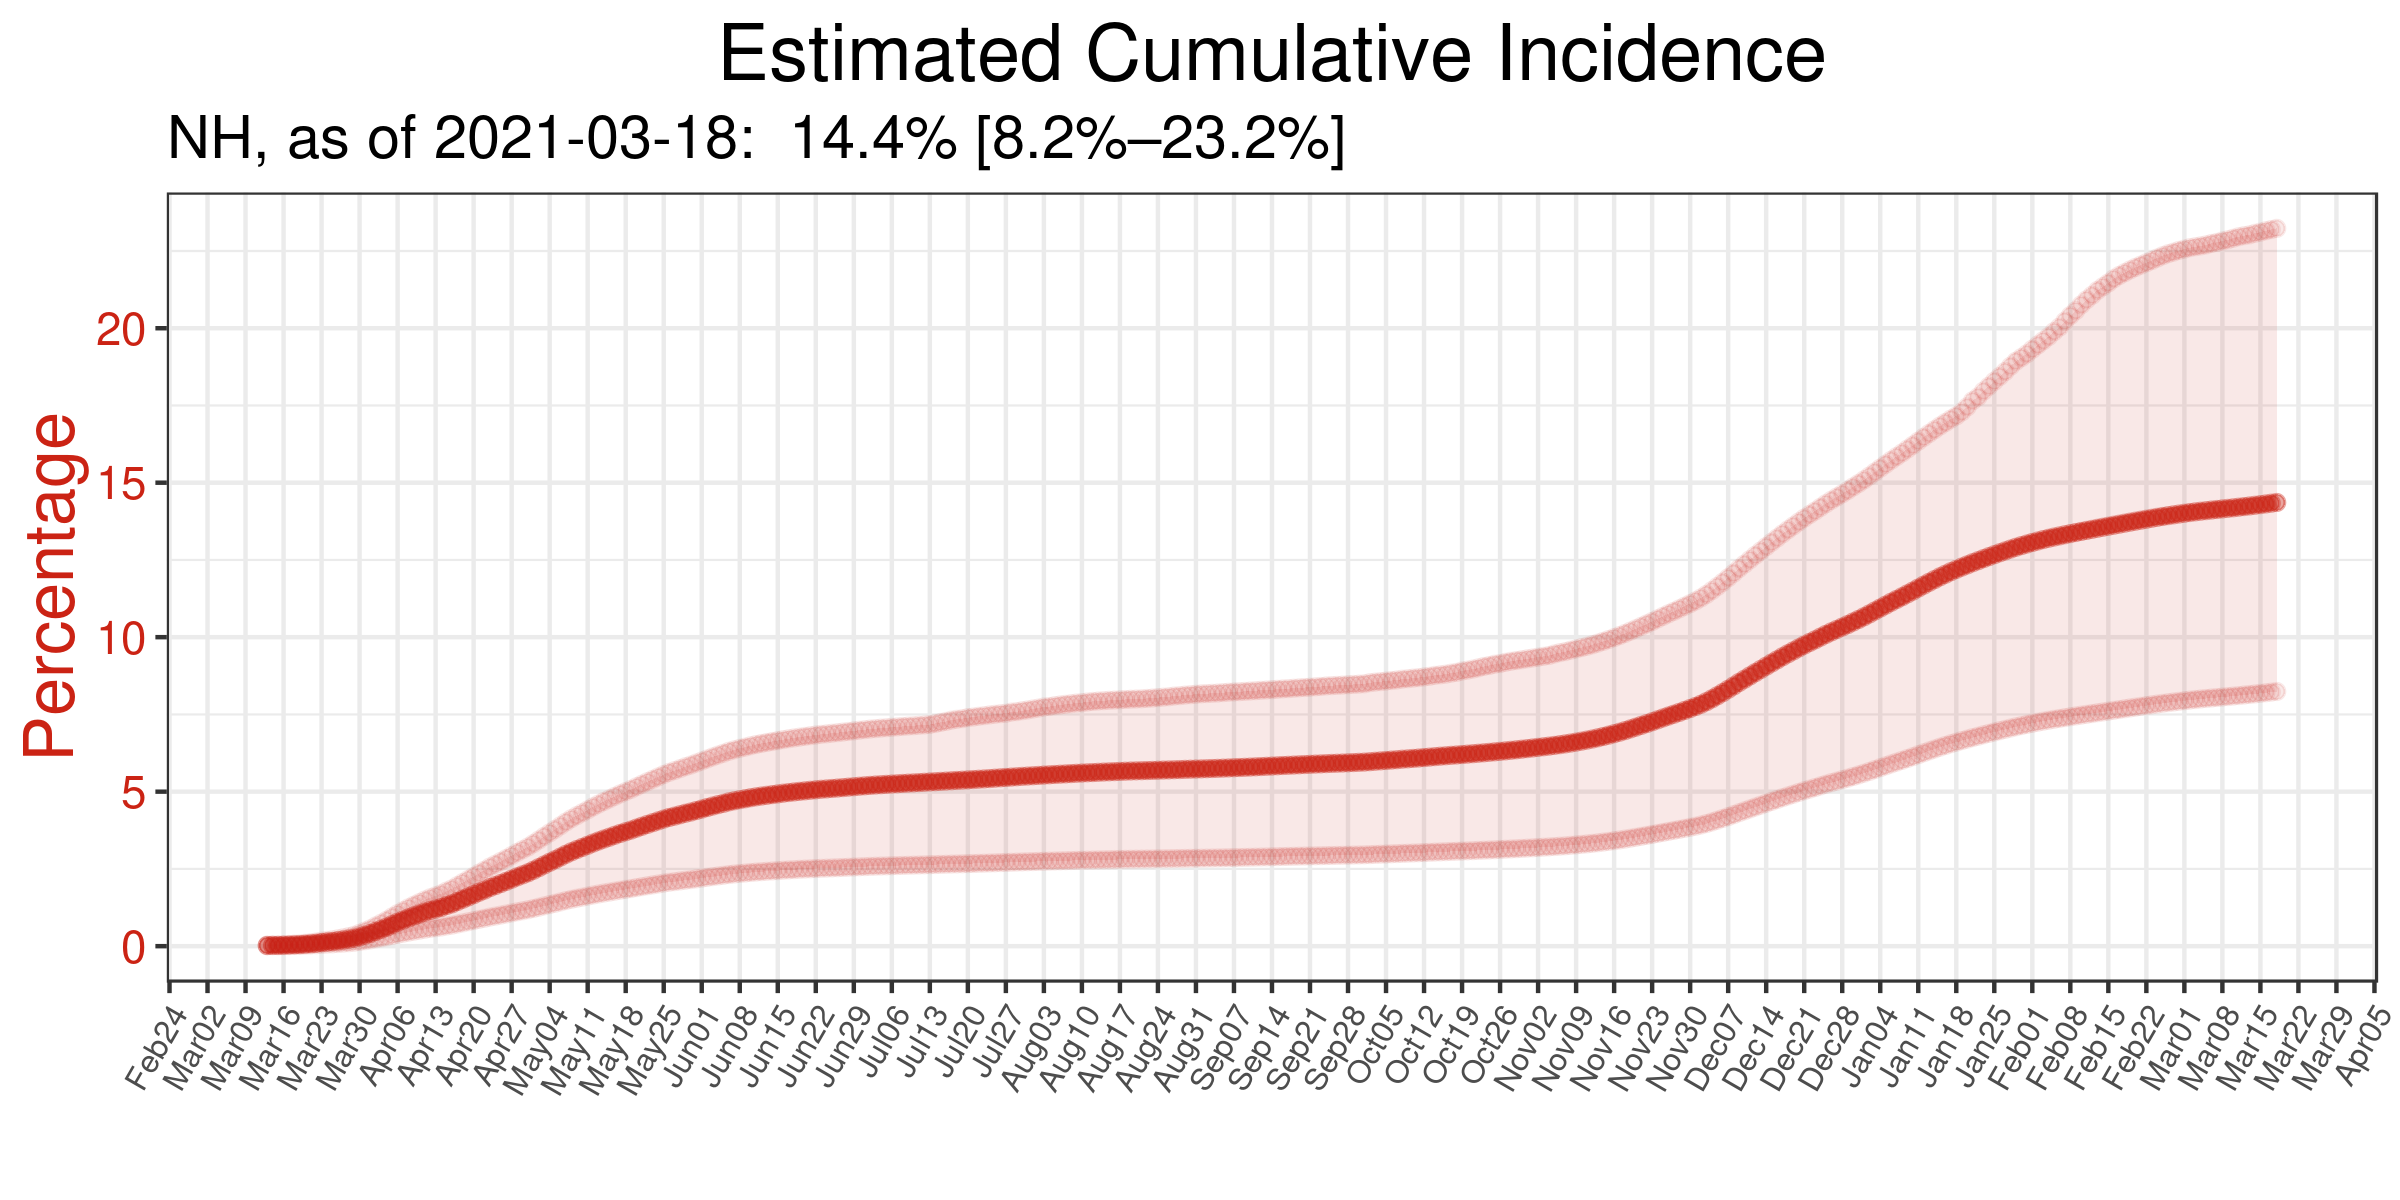 Estimated Cumulative Incidence
NH, as of 2021-03-18:  14.4% [8.2%–23.2%]
Percentage
20
15
10
5
0
Feb24
Mar02
Mar09
Mar16
Mar23
Mar30
Apr06
Apr13
Apr20
Apr27
May04
May11
May18
May25
Jun01
Jun08
Jun15
Jun22
Jun29
Jul06
Jul13
Jul20
Jul27
Aug03
Aug10
Aug17
Aug24
Aug31
Sep07
Sep14
Sep21
Sep28
Oct05
Oct12
Oct19
Oct26
Nov02
Nov09
Nov16
Nov23
Nov30
Dec07
Dec14
Dec21
Dec28
Jan04
Jan11
Jan18
Jan25
Feb01
Feb08
Feb15
Feb22
Mar01
Mar08
Mar15
Mar22
Mar29
Apr05